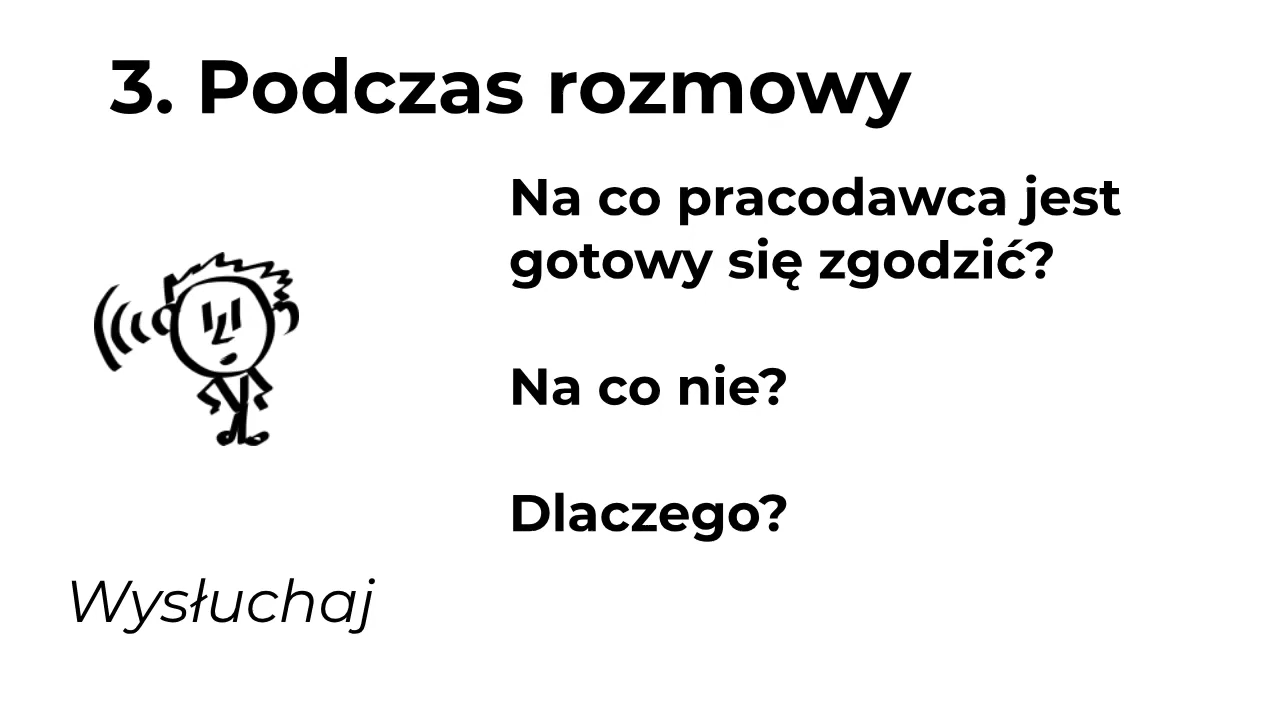 3. Podczas rozmowy
Na co pracodawca jest
gotowy się zgodzić?
Na co nie?
Dlaczego?
Wysłuchaj